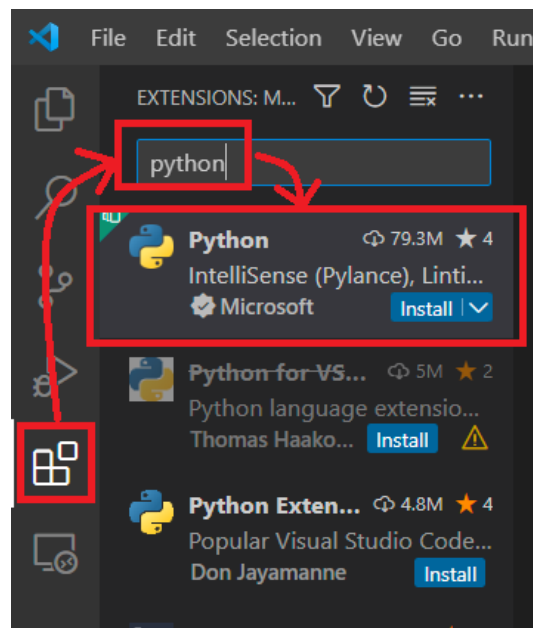 File Edit Selection View Go Run
EXTENSIONS: M...
python
Python 79.3M 4
IntelliSense (Pylance), Linti...
Microsoft Install
Python for VS... 5M 2
Python language extensio...
Thomas Haako... Install
Python Exten... 4.8M 4
Popular Visual Studio Code...
Don Jayamanne Install